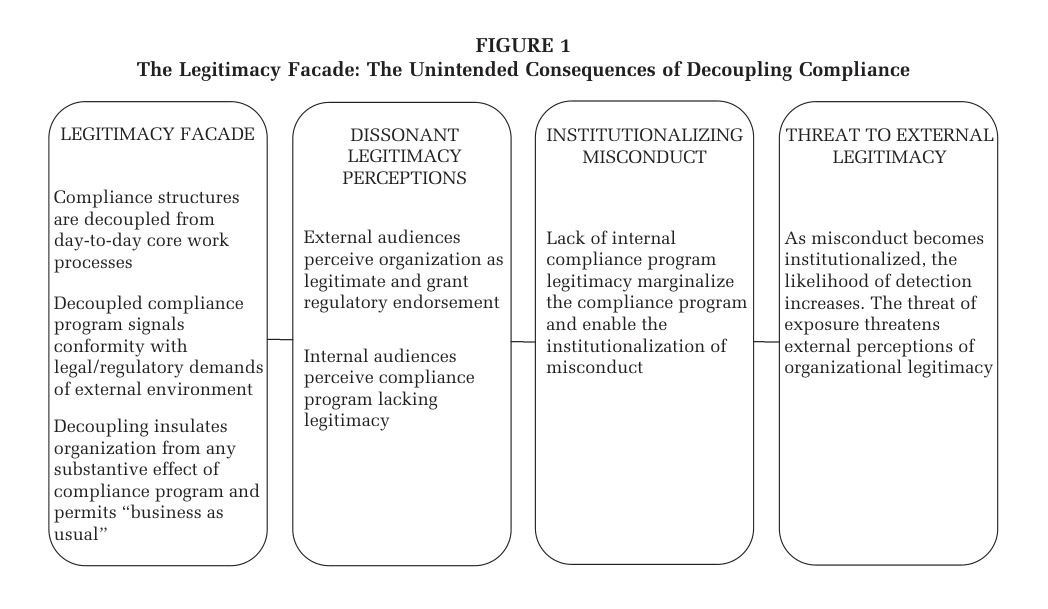 FIGURE 1
The Legitimacy Facade: The Unintended Consequences of Decoupling Compliance
LEGITIMACY FACADE
Compliance structures
are decoupled from
day-to-day core work
processes
Decoupled compliance
program signals
conformity with
legal/regulatory demands
of external environment
Decoupling insulates
organization from any
substantive effect of
compliance program and
permits “business as
usual”
DISSONANT
LEGITIMACY
PERCEPTIONS
External audiences
perceive organization as
legitimate and grant
regulatory endorsement
Internal audiences
perceive compliance
program lacking
legitimacy
INSTITUTIONALIZING
MISCONDUCT
Lack of internal
compliance program
legitimacy marginalize
the compliance program
and enable the
institutionalization of
misconduct
THREAT TO EXTERNAL
LEGITIMACY
As misconduct becomes
institutionalized, the
likelihood of detection
increases. The threat of
exposure threatens
external perceptions of
organizational legitimacy